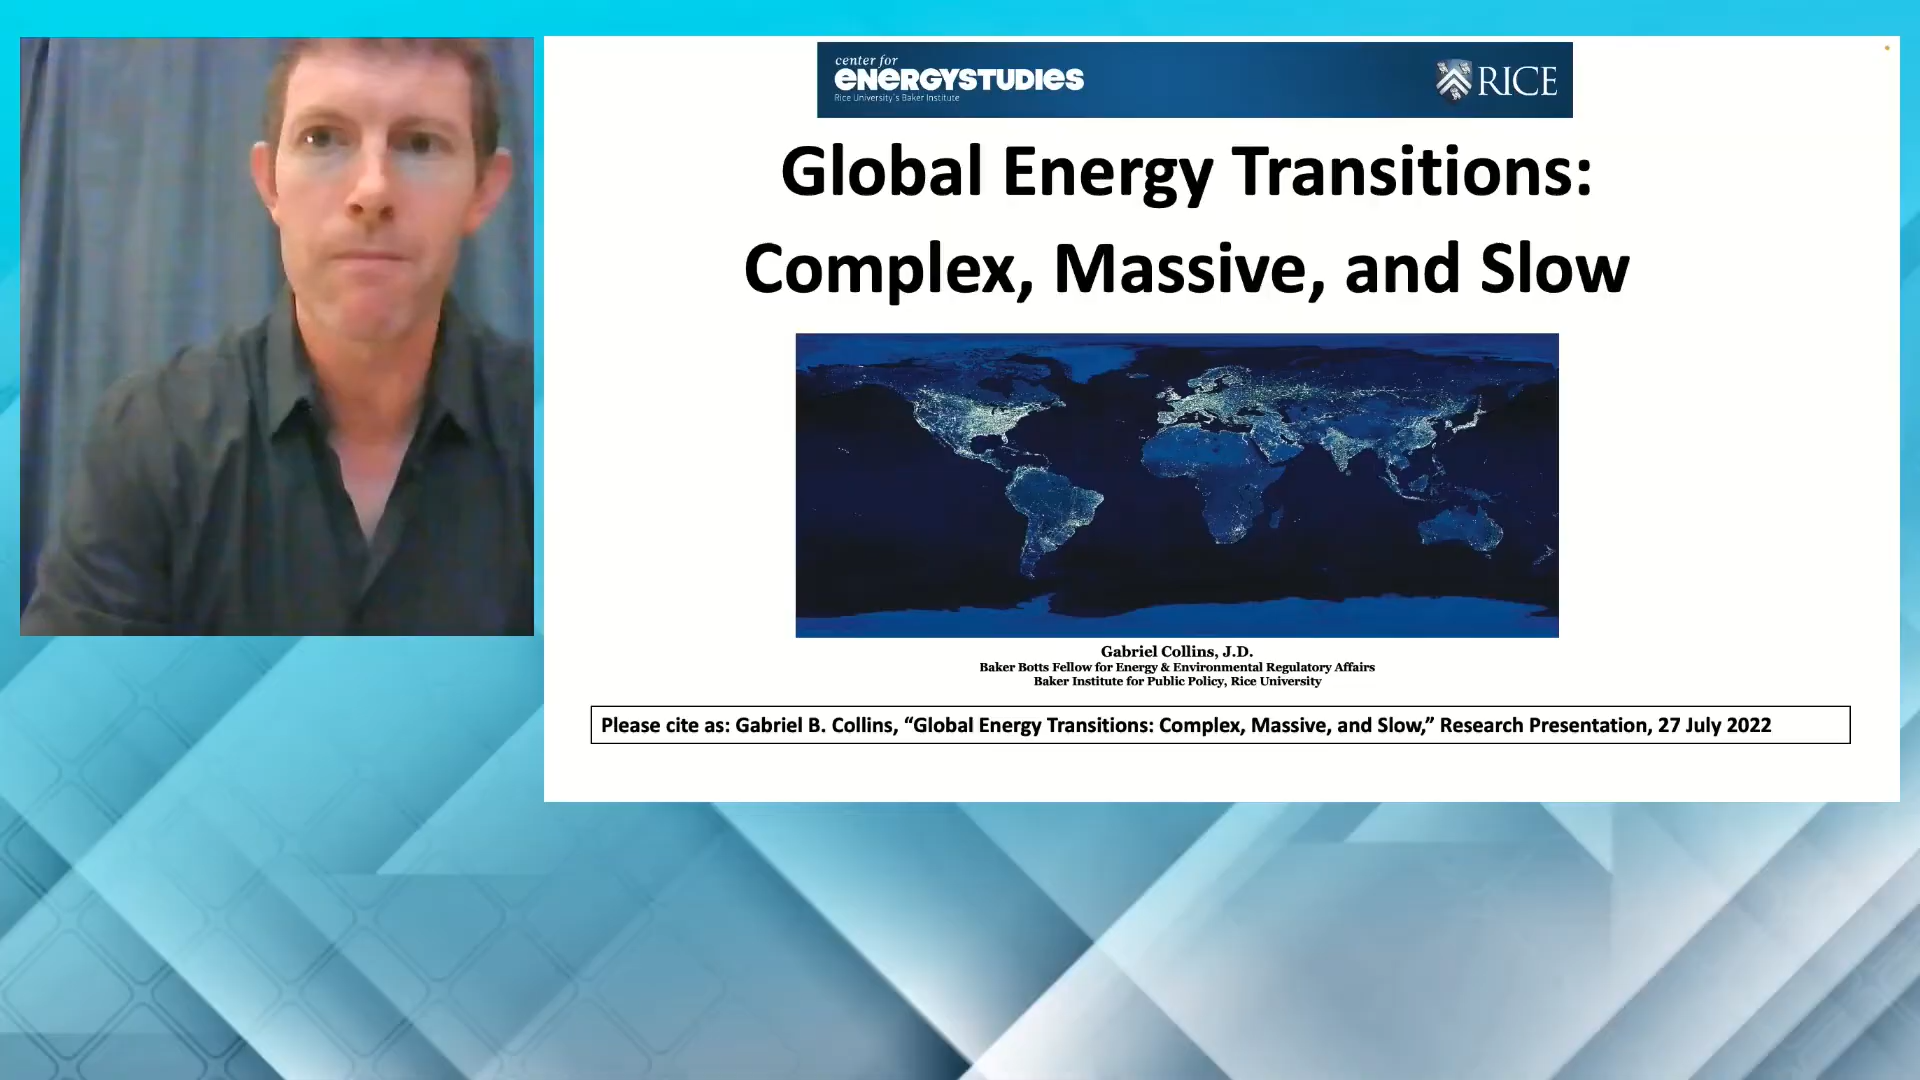 center for
ENERGYSTUDIES
Rice University's Baker Institute
RICE
Global Energy Transitions:
Complex, Massive, and Slow
Gabriel Collins, J.D.
Baker Botts Fellow for Energy & Environmental Regulatory Affairs
Baker Institute for Public Policy, Rice University
Please cite as: Gabriel B. Collins, “Global Energy Transitions: Complex, Massive, and Slow,” Research Presentation, 27 July 2022